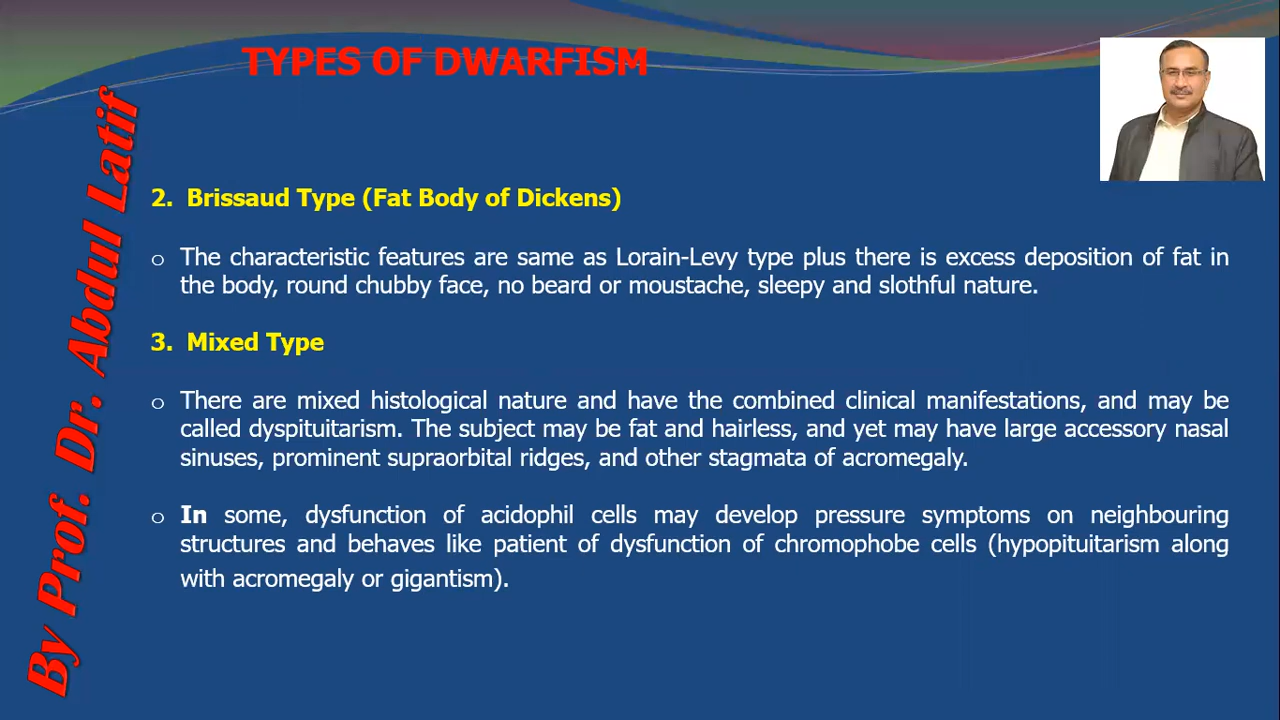 TYPES OF DWARFISM
By Prof. Dr. Abdul Latif
2. Brissaud Type (Fat Body of Dickens)
o The characteristic features are same as Lorain-Levy type plus there is excess deposition of fat in
the body, round chubby face, no beard or moustache, sleepy and slothful nature.
3. Mixed Type
o There are mixed histological nature and have the combined clinical manifestations, and may be
called dyspituitarism. The subject may be fat and hairless, and yet may have large accessory nasal
sinuses, prominent supraorbital ridges, and other stagmata of acromegaly.
o In some, dysfunction of acidophil cells may develop pressure symptoms on neighbouring
structures and behaves like patient of dysfunction of chromophobe cells (hypopituitarism along
with acromegaly or gigantism).